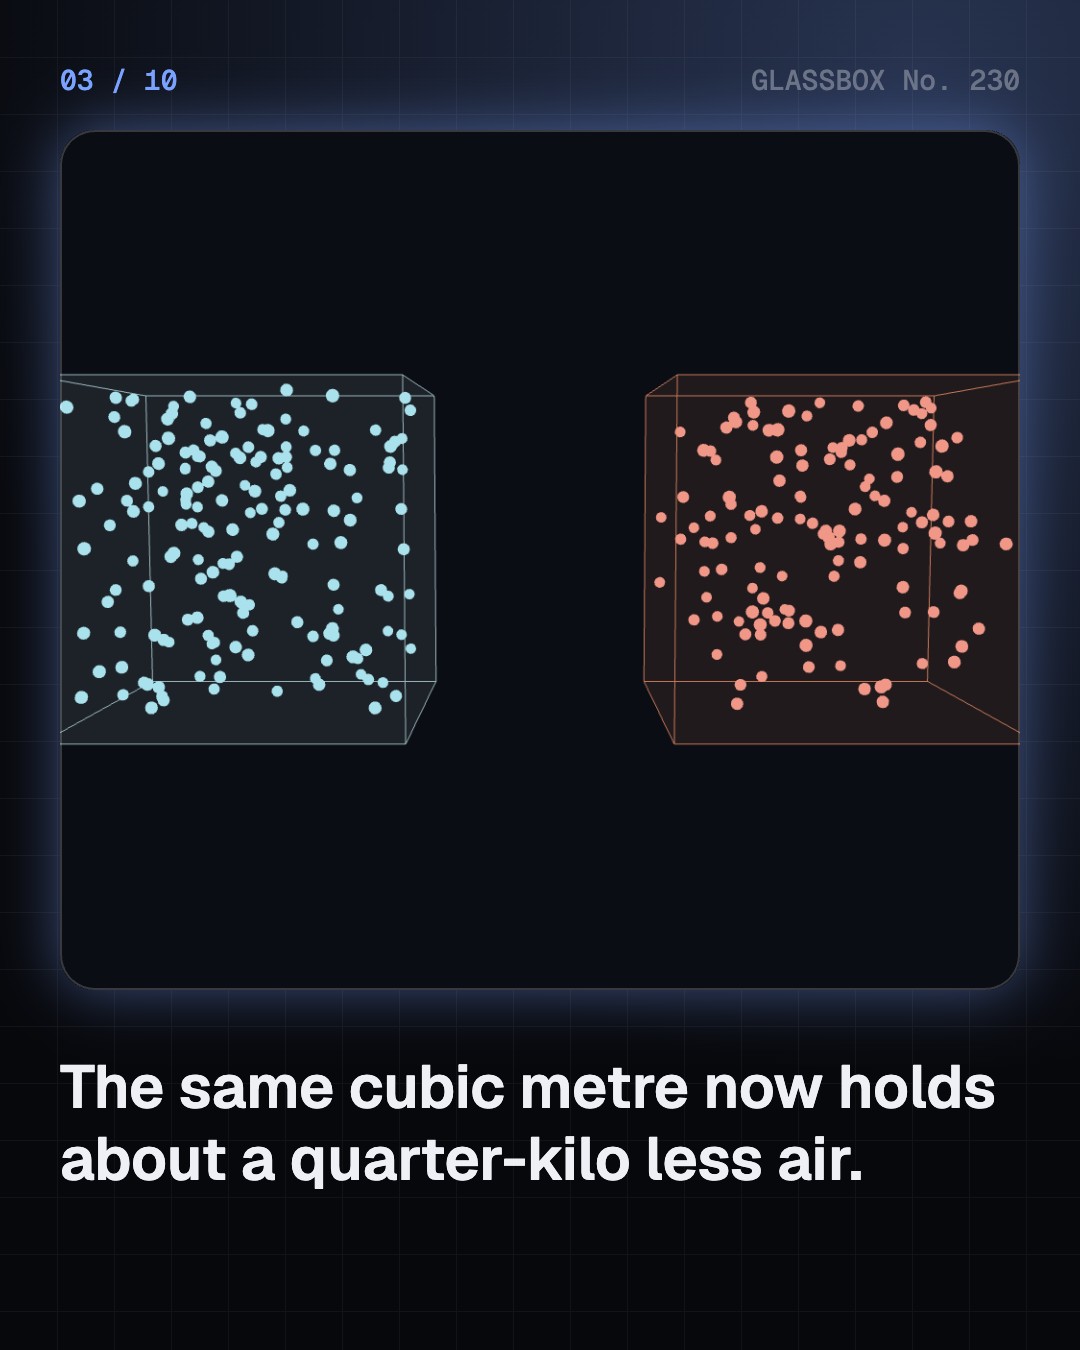 03 / 10
GLASSBOX No. 230
The same cubic metre now holds
about a quarter-kilo less air.